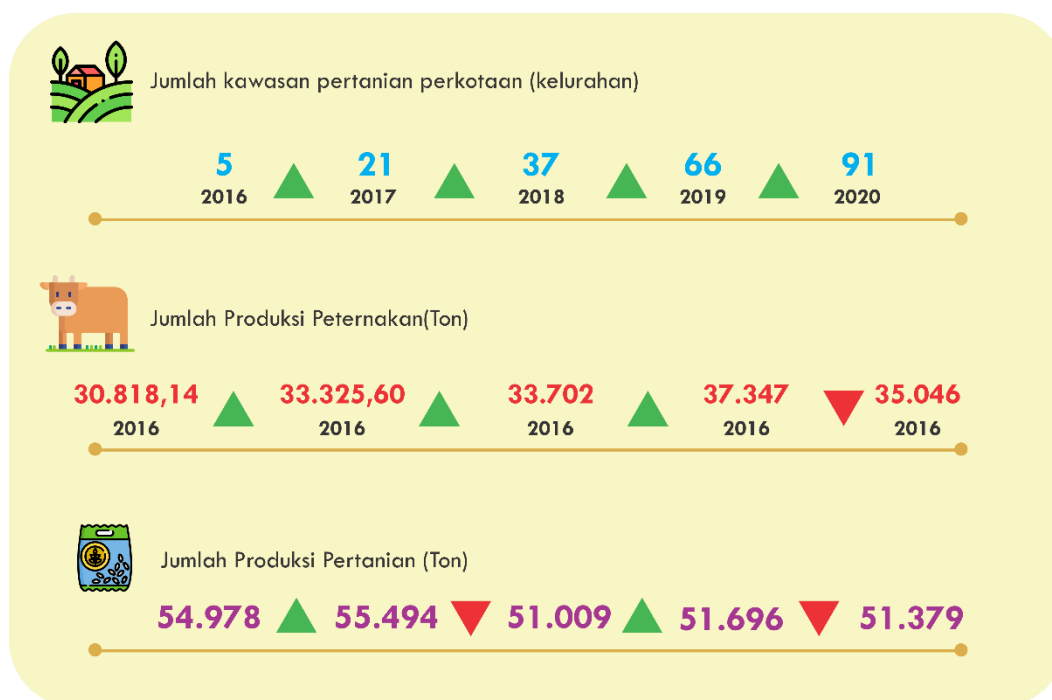 Jumlah kawasan pertanian perkotaan (kelurahan)
5 21 37 66 91
2016 2017 2018 2019 2020
Jumlah Produksi Peternakan(Ton)
30.818,14 33.325,60 33.702 37.347 35.046
2016 2016 2016 2016 2016
Jumlah Produksi Pertanian (Ton)
54.978 55.494 51.009 51.696 51.379